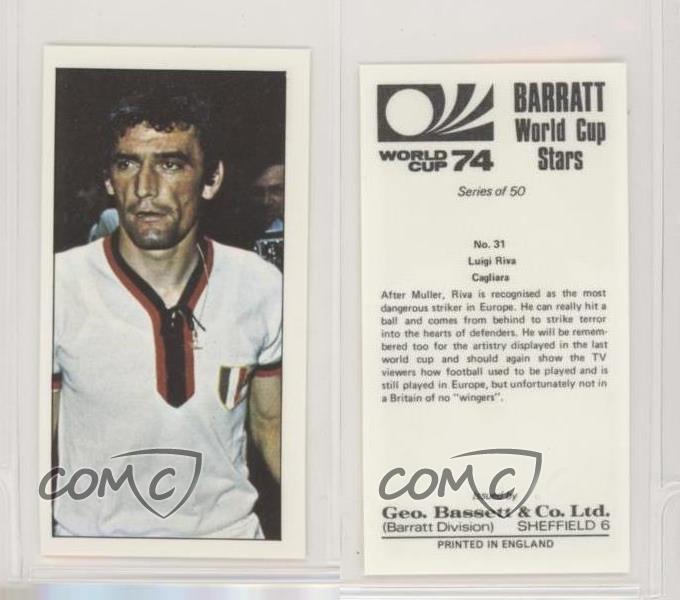 COMC
WORLD CUP 74
BARRATT
World Cup
Stars
Series of 50
No. 31
Luigi Riva
Cagliara
After Muller, Riva is recognised as the most
dangerous striker in Europe. He can really hit a
ball and comes from behind to strike terror
into the hearts of defenders. He will be remem-
bered too for the artistry displayed in the last
world cup and should again show the TV
viewers how football used to be played and is
still played in Europe, but unfortunately not in
a Britain of no "wingers".
COMC
issued by
Geo. Bassett & Co. Ltd.
(Barratt Division) SHEFFIELD 6
PRINTED IN ENGLAND